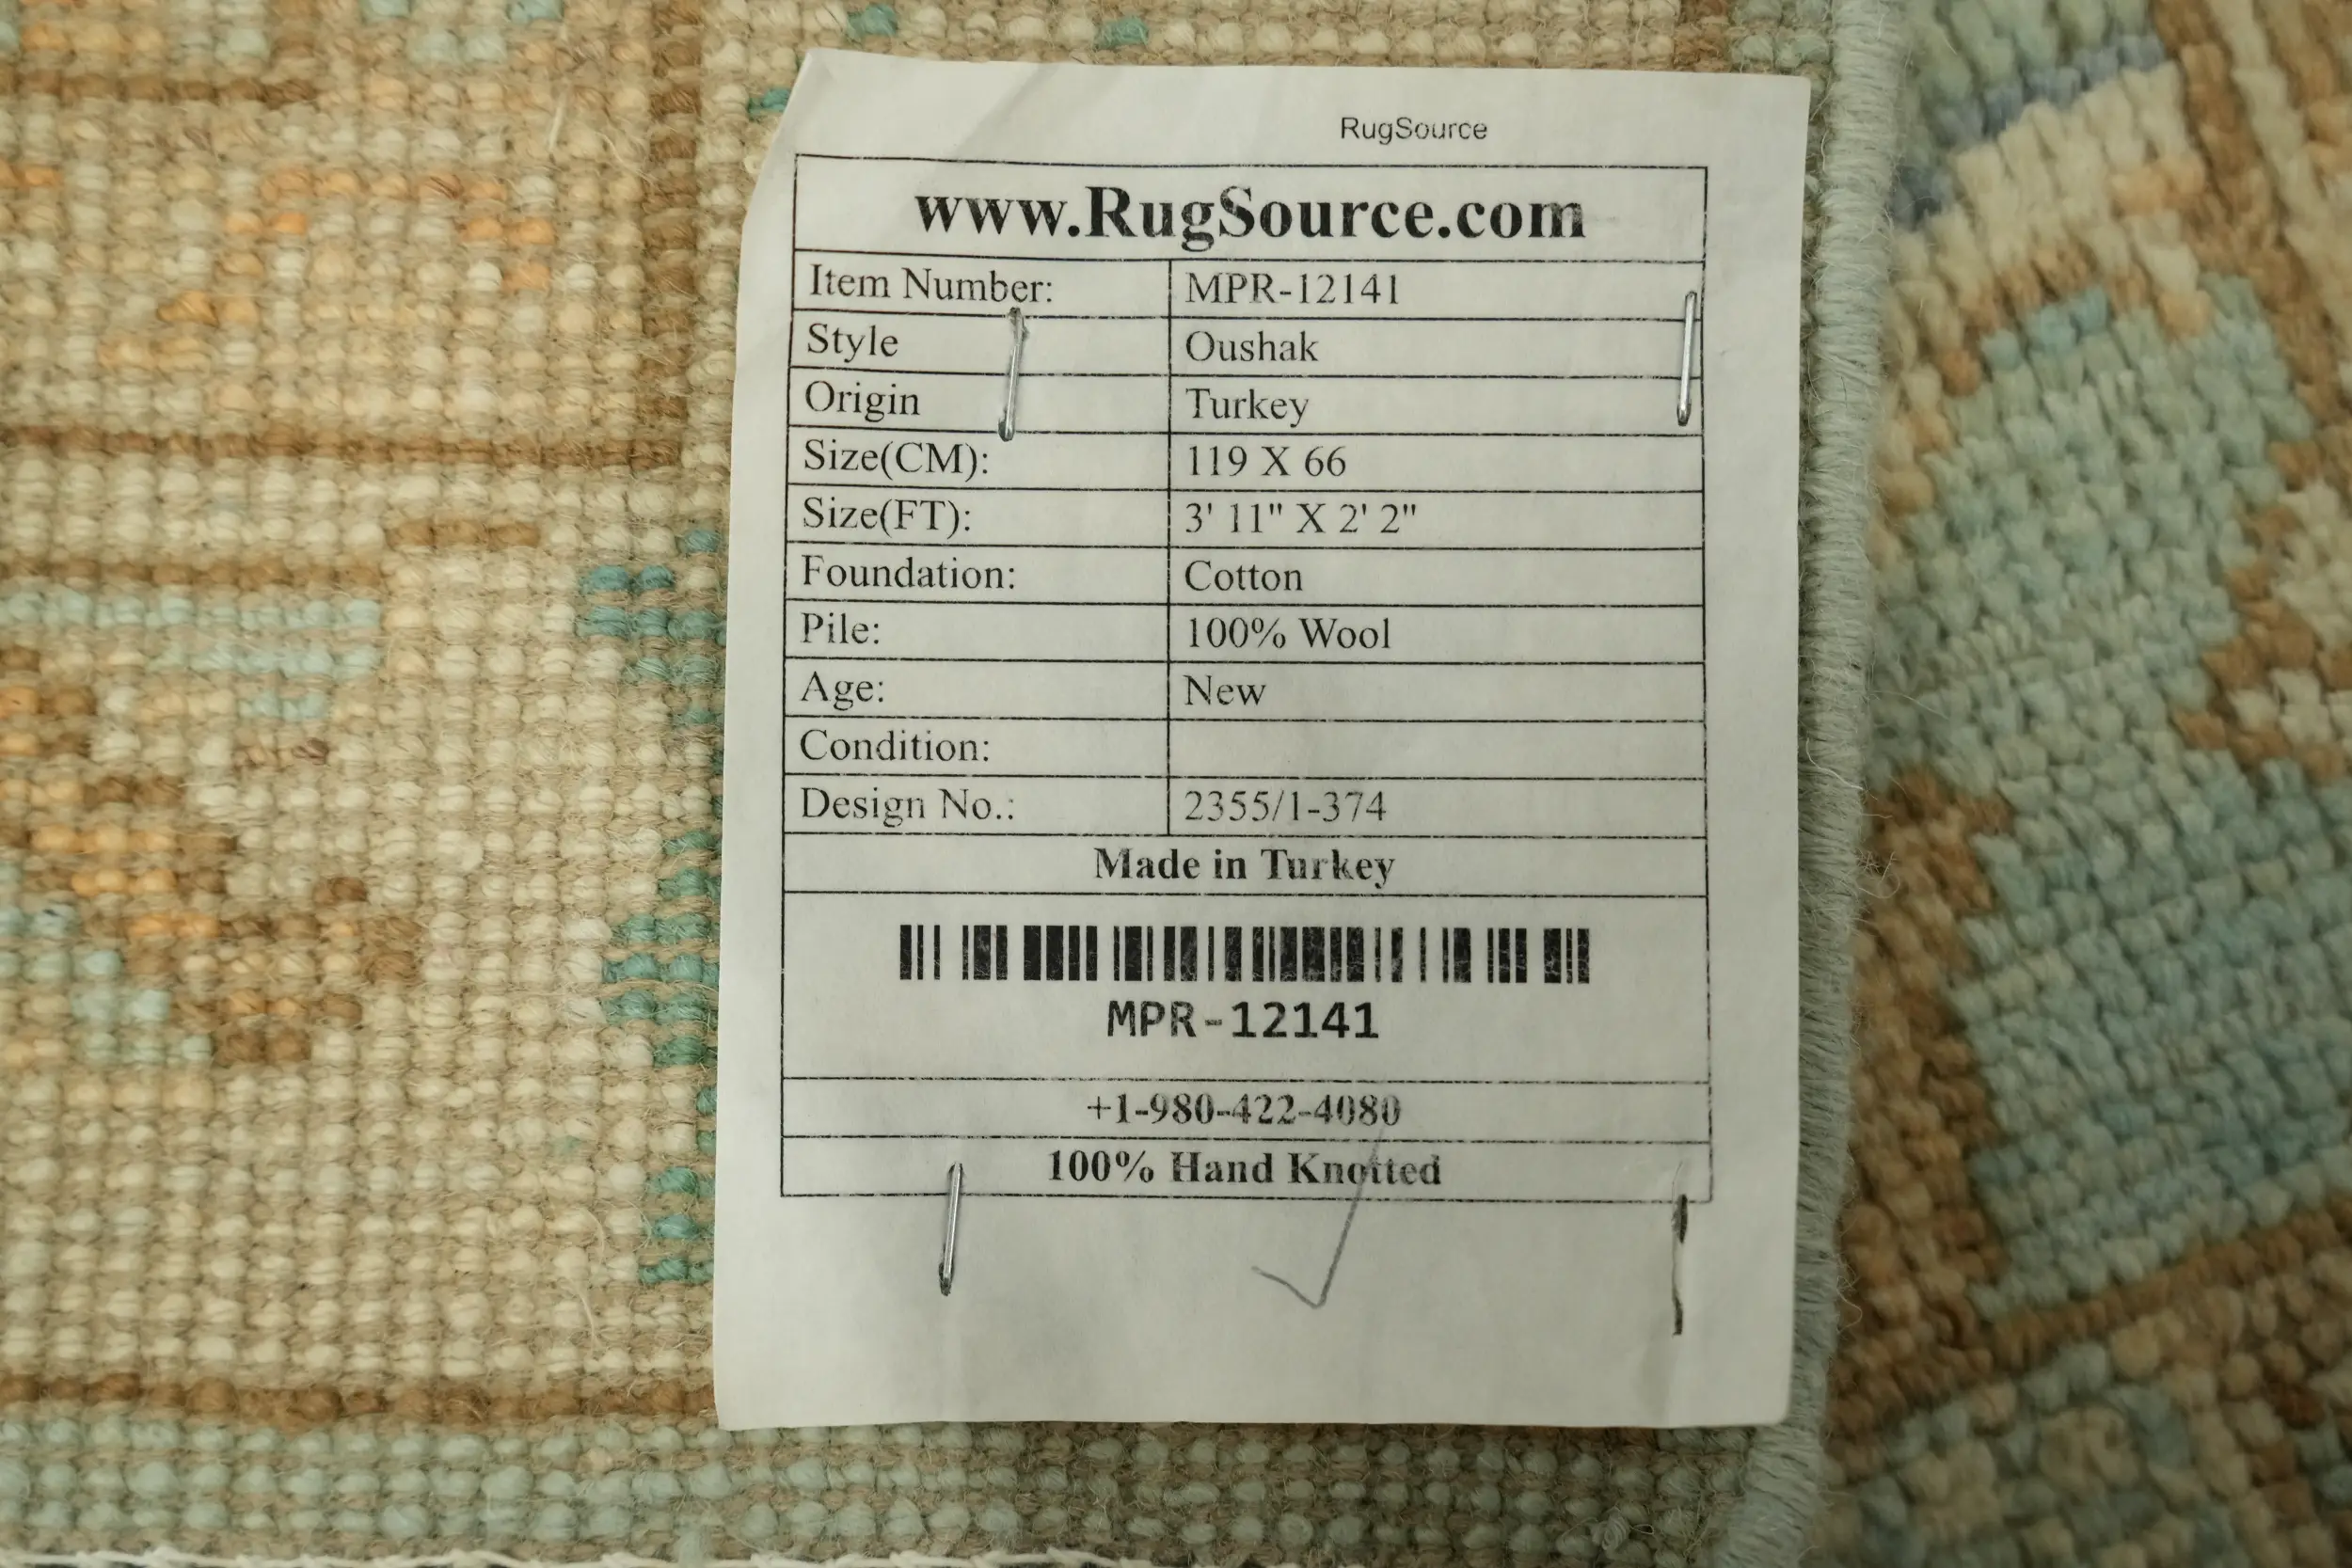 RugSource
www.RugSource.com
Item Number: MPR-12141
Style Oushak
Origin Turkey
Size(CM): 119 X 66
Size(FT): 3' 11" X 2' 2"
Foundation: Cotton
Pile: 100% Wool
Age: New
Condition:
Design No.: 2355/1-374
Made in Turkey
MPR-12141
+1-980-422-4080
100% Hand Knotted